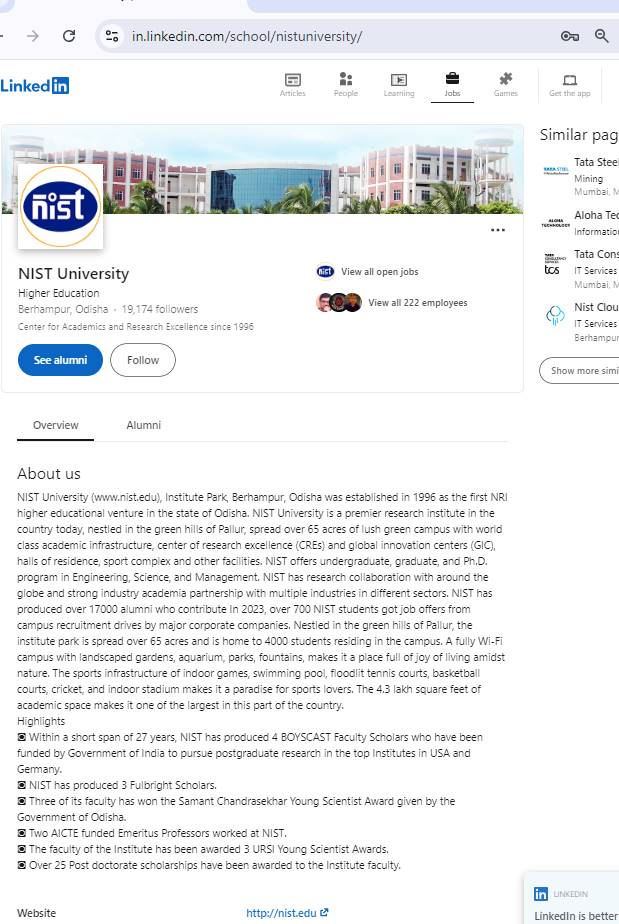 in.linkedin.com/school/nistuniversity/
LinkedIn
Articles
People
Learning
Jobs
Games
Get the app
nist
NIST University
Higher Education
Berhampur, Odisha · 19,174 followers
Center for Academics and Research Excellence since 1996
nist View all open jobs
View all 222 employees
See alumni
Follow
Similar pag
TATA STEEL
Tata Steel
Mining
Mumbai, M
ALOHA TECHNOLOGY
Aloha Tec
Informatio
TATA CONSULTANCY SERVICES
tcs
Tata Cons
IT Services
Mumbai, M
Nist Clou
IT Services
Berhampur
Show more simi
Overview
Alumni
About us
NIST University (www.nist.edu), Institute Park, Berhampur, Odisha was established in 1996 as the first NRI
higher educational venture in the state of Odisha. NIST University is a premier research institute in the
country today, nestled in the green hills of Pallur, spread over 65 acres of lush green campus with world
class academic infrastructure, center of research excellence (CREs) and global innovation centers (GIC),
halls of residence, sport complex and other facilities. NIST offers undergraduate, graduate, and Ph.D.
program in Engineering, Science, and Management. NIST has research collaboration with around the
globe and strong industry academia partnership with multiple industries in different sectors. NIST has
produced over 17000 alumni who contribute In 2023, over 700 NIST students got job offers from
campus recruitment drives by major corporate companies. Nestled in the green hills of Pallur, the
institute park is spread over 65 acres and is home to 4000 students residing in the campus. A fully Wi-Fi
campus with landscaped gardens, aquarium, parks, fountains, makes it a place full of joy of living amidst
nature. The sports infrastructure of indoor games, swimming pool, floodlit tennis courts, basketball
courts, cricket, and indoor stadium makes it a paradise for sports lovers. The 4.3 lakh square feet of
academic space makes it one of the largest in this part of the country.
Highlights
◙ Within a short span of 27 years, NIST has produced 4 BOYSCAST Faculty Scholars who have been
funded by Government of India to pursue postgraduate research in the top Institutes in USA and
Germany.
◙ NIST has produced 3 Fulbright Scholars.
◙ Three of its faculty has won the Samant Chandrasekhar Young Scientist Award given by the
Government of Odisha.
◙ Two AICTE funded Emeritus Professors worked at NIST.
◙ The faculty of the Institute has been awarded 3 URSI Young Scientist Awards.
◙ Over 25 Post doctorate scholarships have been awarded to the Institute faculty.
Website
http://nist.edu
in LINKEDIN
LinkedIn is better